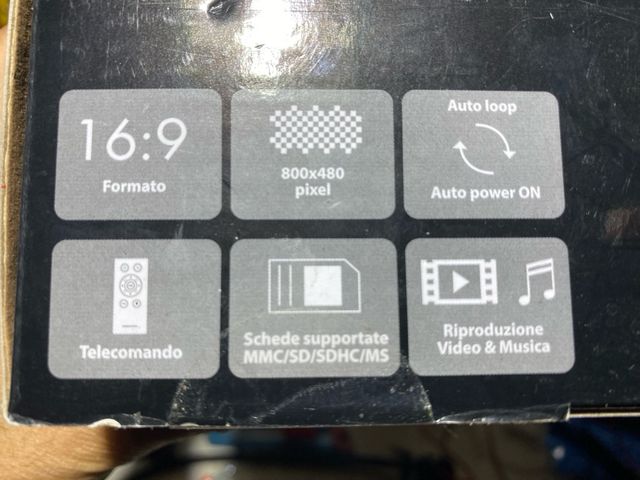 16:9
Formato
800x480
pixel
Auto loop
Auto power ON
Telecomando
Schede supportate
MMC/SD/SDHC/MS
Riproduzione
Video & Musica